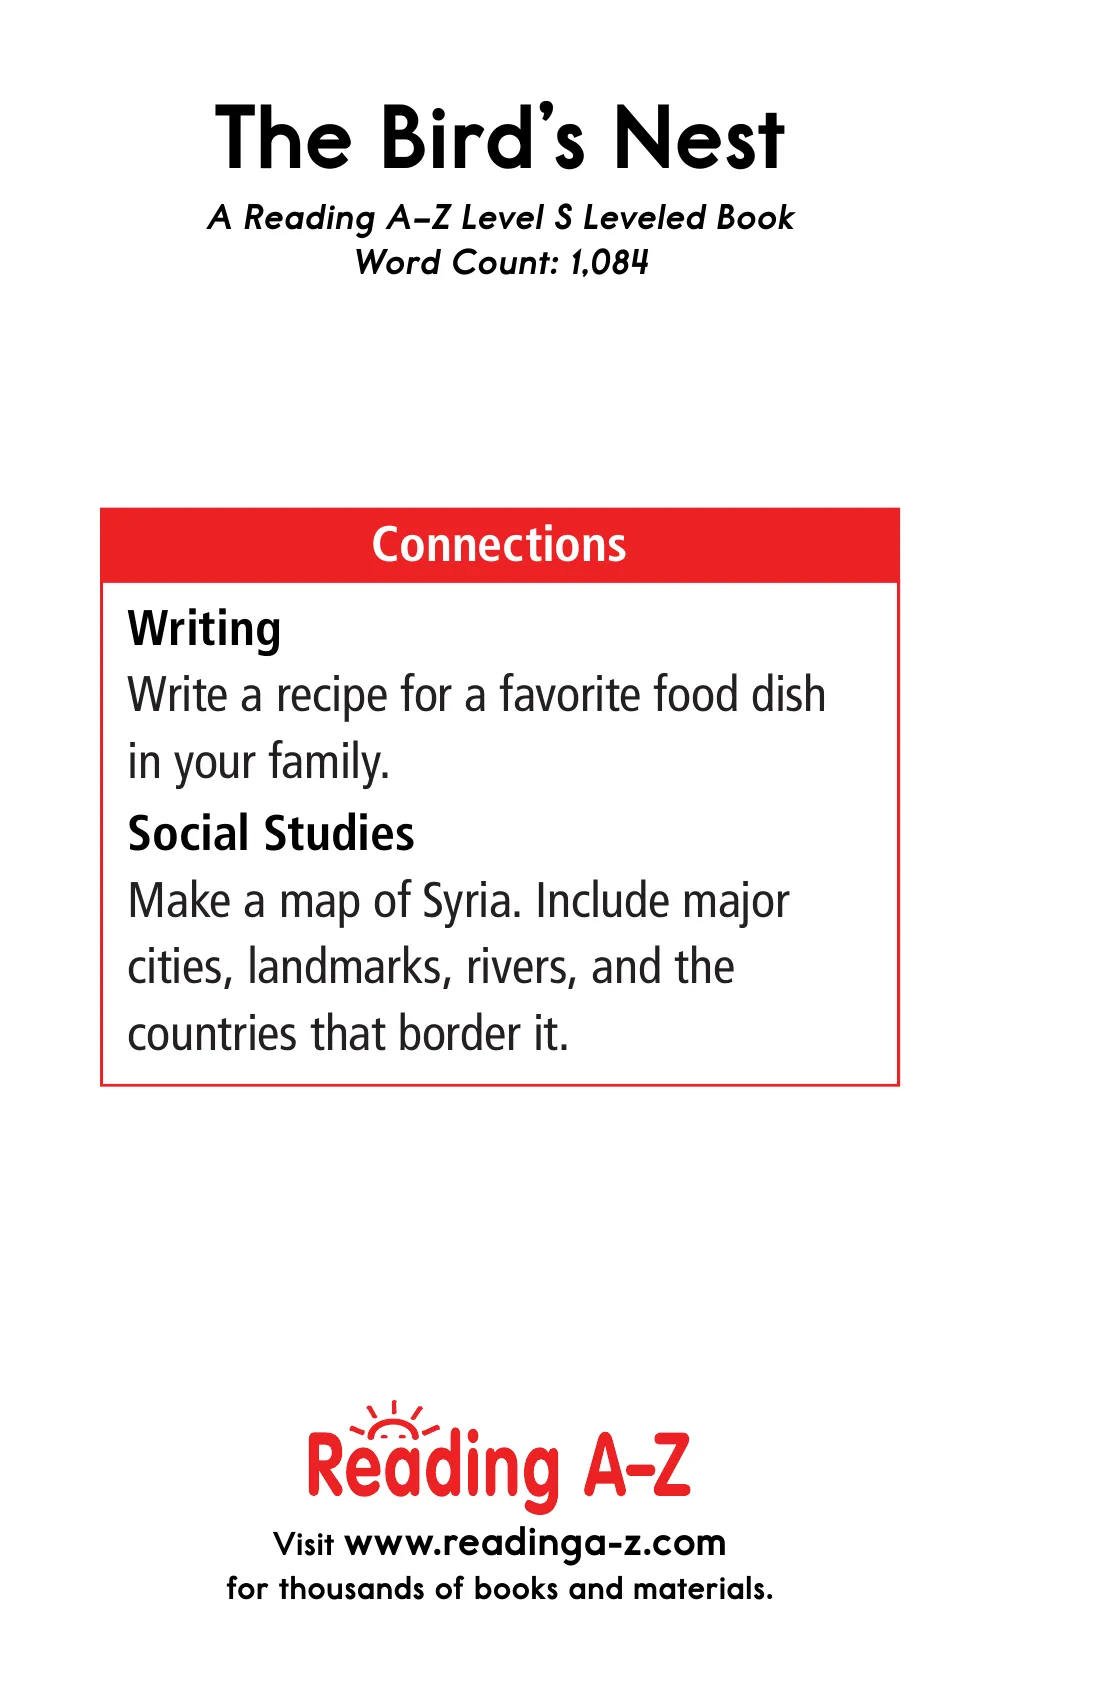 The Bird’s Nest
A Reading A–Z Level S Leveled Book
Word Count: 1,084
Connections
Writing
Write a recipe for a favorite food dish
in your family.
Social Studies
Make a map of Syria. Include major
cities, landmarks, rivers, and the
countries that border it.
Reading A–Z
Visit www.readinga-z.com
for thousands of books and materials.